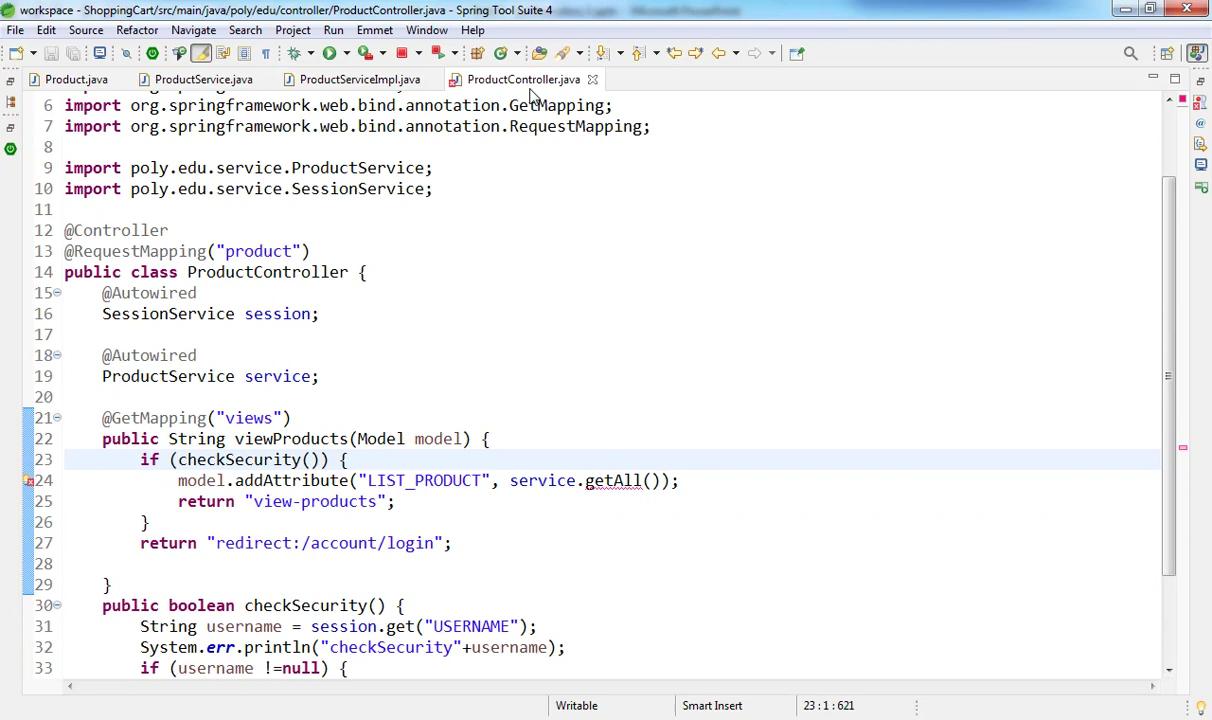 workspace - ShoppingCart/src/main/java/poly/edu/controller/ProductController.java - Spring Tool Suite 4
File Edit Source Refactor Navigate Search Project Run Emmet Window Help
Product.java ProductService.java ProductServiceImpl.java ProductController.java
6 import org.springframework.web.bind.annotation.GetMapping;
7 import org.springframework.web.bind.annotation.RequestMapping;
8
9 import poly.edu.service.ProductService;
10 import poly.edu.service.SessionService;
11
12 @Controller
13 @RequestMapping("product")
14 public class ProductController {
15 @Autowired
16 SessionService session;
17
18 @Autowired
19 ProductService service;
20
21 @GetMapping("views")
22 public String viewProducts(Model model) {
23 if (checkSecurity()) {
24 model.addAttribute("LIST_PRODUCT", service.getAll());
25 return "view-products";
26 }
27 return "redirect:/account/login";
28
29 }
30 public boolean checkSecurity() {
31 String username = session.get("USERNAME");
32 System.err.println("checkSecurity"+username);
33 if (username !=null) {
Writable Smart Insert 23 : 1 : 621